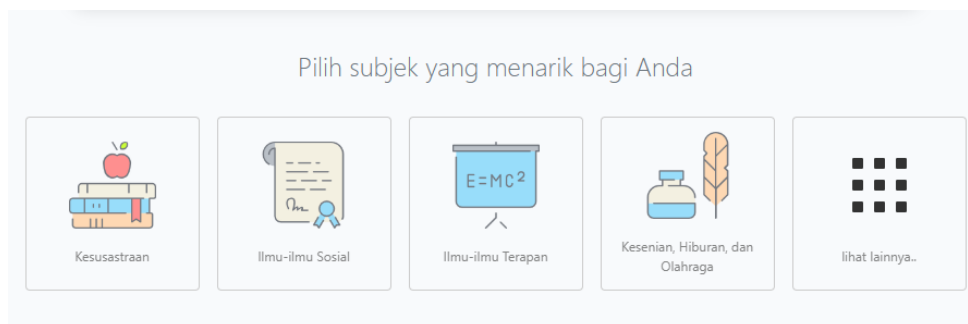 Pilih subjek yang menarik bagi Anda
E=MC²
Kesusastraan
Ilmu-ilmu Sosial
Ilmu-ilmu Terapan
Kesenian, Hiburan, dan
Olahraga
lihat lainnya..